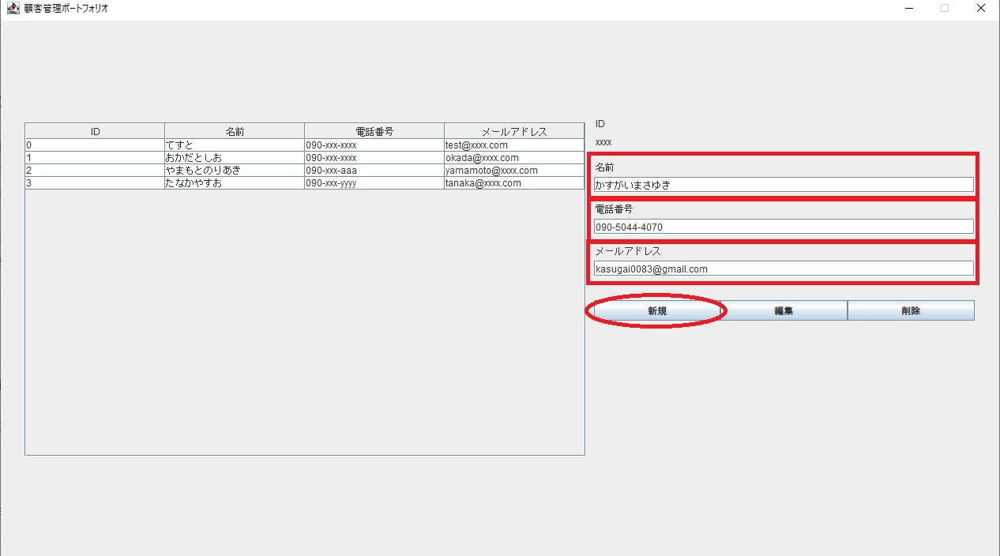 顧客管理ポートフォリオ
ID 名前 電話番号 メールアドレス
0 てすと 090-xxx-xxxx test@xxxx.com
1 おかだとしお 090-xxx-xxxx okada@xxxx.com
2 やまもとのりあき 090-xxx-aaa yamamoto@xxxx.com
3 たなかやすお 090-xxx-yyyy tanaka@xxxx.com
ID
xxxx
名前
かすがいまさゆき
電話番号
090-5044-4070
メールアドレス
kasugai0083@gmail.com
新規 編集 削除